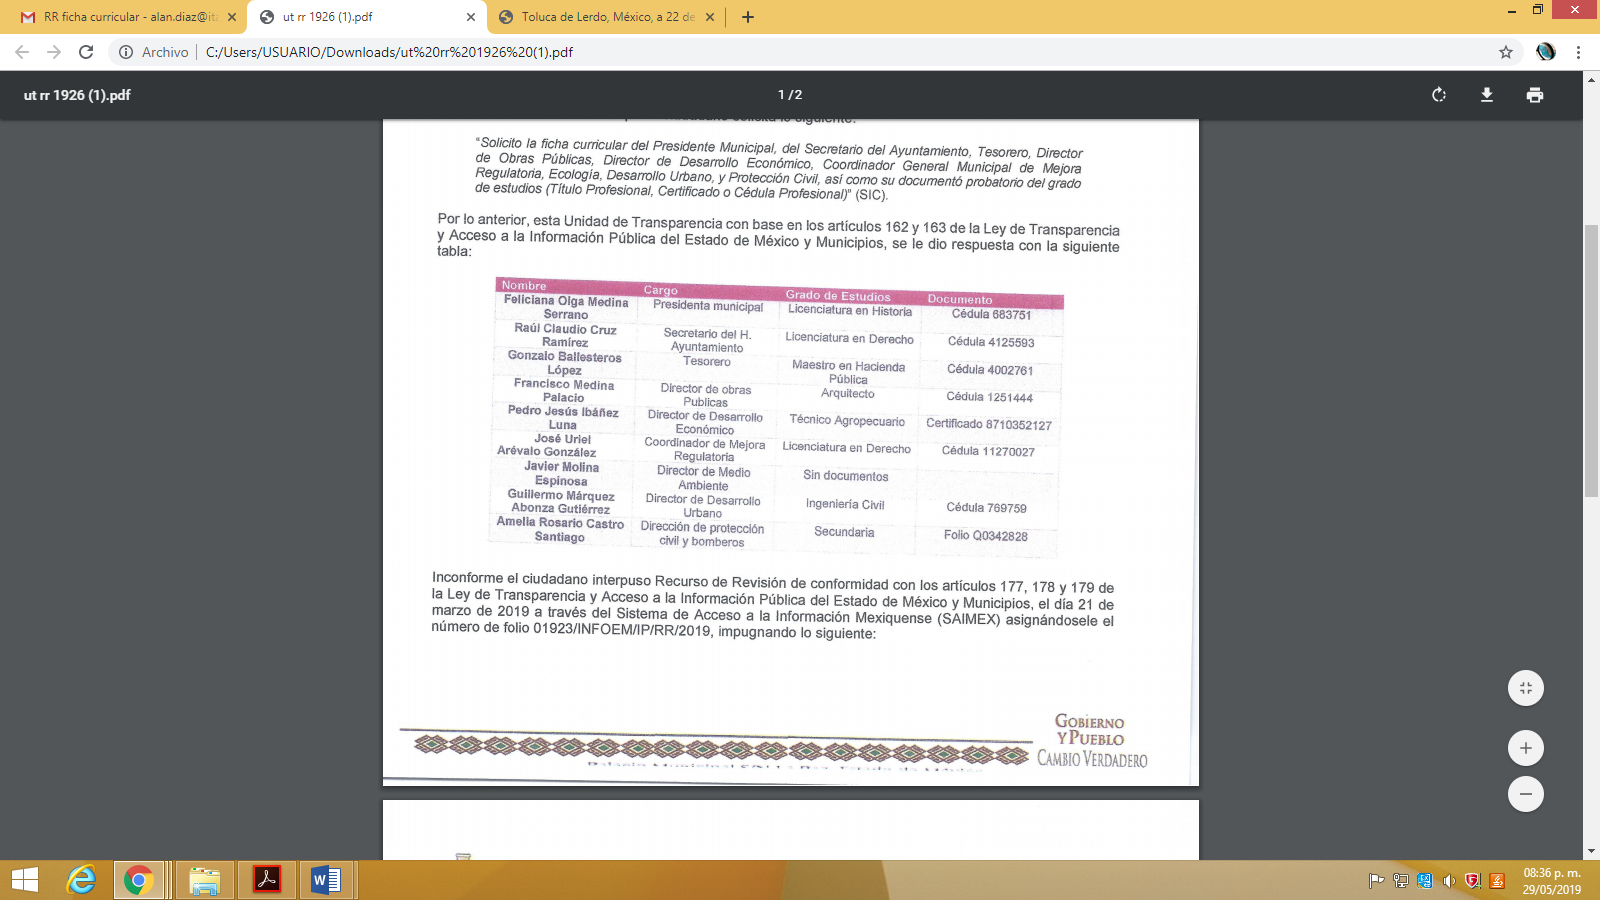 RR ficha curricular - alan.diaz@it
ut rr 1926 (1).pdf
Toluca de Lerdo, México, a 22 de
Archivo
C:/Users/USUARIO/Downloads/ut%20rr%201926%20(1).pdf
ut rr 1926 (1).pdf
1 / 2
“Solicito la ficha curricular del Presidente Municipal, del Secretario del Ayuntamiento, Tesorero, Director
de Obras Públicas, Director de Desarrollo Económico, Coordinador General Municipal de Mejora
Regulatoria, Ecología, Desarrollo Urbano, y Protección Civil, así como su documentó probatorio del grado
de estudios (Título Profesional, Certificado o Cédula Profesional)” (SIC).
Por lo anterior, esta Unidad de Transparencia con base en los artículos 162 y 163 de la Ley de Transparencia
y Acceso a la Información Pública del Estado de México y Municipios, se le dio respuesta con la siguiente
tabla:
Nombre Cargo Grado de Estudios Documento
Feliciana Olga Medina Presidenta municipal Licenciatura en Historia Cédula 683751
Serrano
Raúl Claudio Cruz Secretario del H. Licenciatura en Derecho Cédula 4125593
Ramírez Ayuntamiento
Gonzalo Ballesteros Tesorero Maestro en Hacienda Cédula 4002761
López Pública
Francisco Medina Director de obras Arquitecto Cédula 1251444
Palacio Publicas
Pedro Jesús Ibáñez Director de Desarrollo Técnico Agropecuario Certificado 8710352127
Luna Económico
José Uriel Coordinador de Mejora Licenciatura en Derecho Cédula 11270027
Arévalo González Regulatoria
Javier Molina Director de Medio Sin documentos
Espinosa Ambiente
Guillermo Márquez Director de Desarrollo Ingeniería Civil Cédula 769759
Abonza Gutiérrez Urbano
Amelia Rosario Castro Dirección de protección Secundaria Folio Q0342828
Santiago civil y bomberos
Inconforme el ciudadano interpuso Recurso de Revisión de conformidad con los artículos 177, 178 y 179 de
la Ley de Transparencia y Acceso a la Información Pública del Estado de México y Municipios, el día 21 de
marzo de 2019 a través del Sistema de Acceso a la Información Mexiquense (SAIMEX) asignándosele el
número de folio 01923/INFOEM/IP/RR/2019, impugnando lo siguiente:
GOBIERNO
Y PUEBLO
CAMBIO VERDADERO
08:36 p. m.
29/05/2019